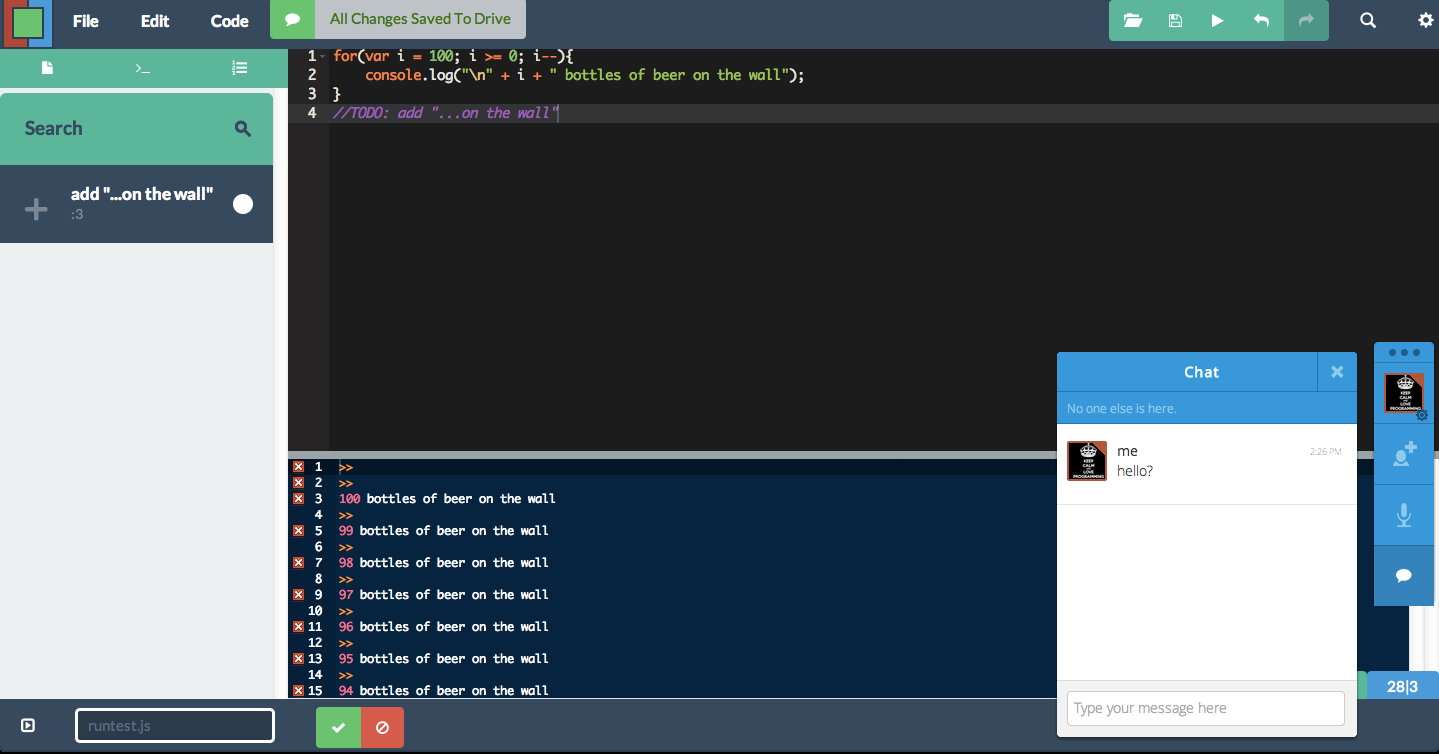 File Edit Code All Changes Saved To Drive
Search
add "...on the wall"
:3
1 for(var i = 100; i >= 0; i--){
2 console.log("\n" + i + " bottles of beer on the wall");
3 }
4 //TODO: add "...on the wall"
1 >>
2 >>
3 100 bottles of beer on the wall
4 >>
5 99 bottles of beer on the wall
6 >>
7 98 bottles of beer on the wall
8 >>
9 97 bottles of beer on the wall
10 >>
11 96 bottles of beer on the wall
12 >>
13 95 bottles of beer on the wall
14 >>
15 94 bottles of beer on the wall
Chat
No one else is here.
KEEP
CALM
LOVE
PROGRAMMING
me 2:26 PM
hello?
Type your message here
KEEP
CALM
LOVE
PROGRAMMING
28|3
runtest.js